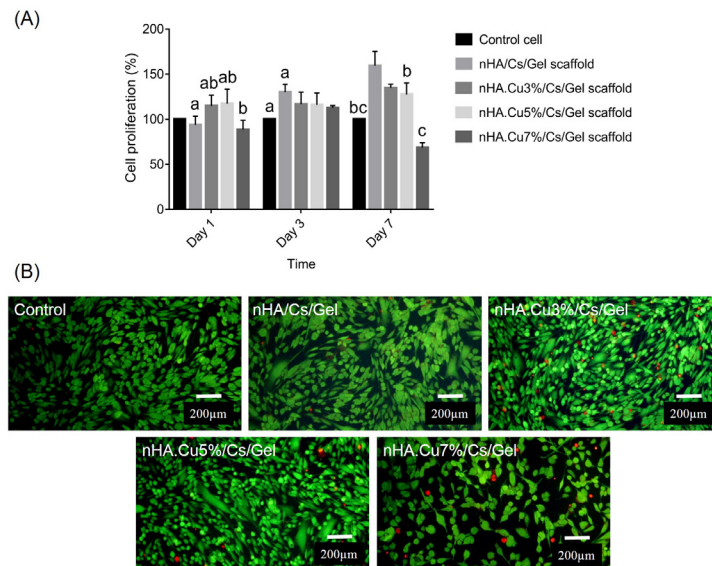 (A)
Cell proliferation (%)
200
150
100
50
0
a
ab
ab
b
a
bc
b
c
Day 1
Day 3
Day 7
Time
Control cell
nHA/Cs/Gel scaffold
nHA.Cu3%/Cs/Gel scaffold
nHA.Cu5%/Cs/Gel scaffold
nHA.Cu7%/Cs/Gel scaffold
(B)
Control
200μm
nHA/Cs/Gel
200μm
nHA.Cu3%/Cs/Gel
200μm
nHA.Cu5%/Cs/Gel
200μm
nHA.Cu7%/Cs/Gel
200μm